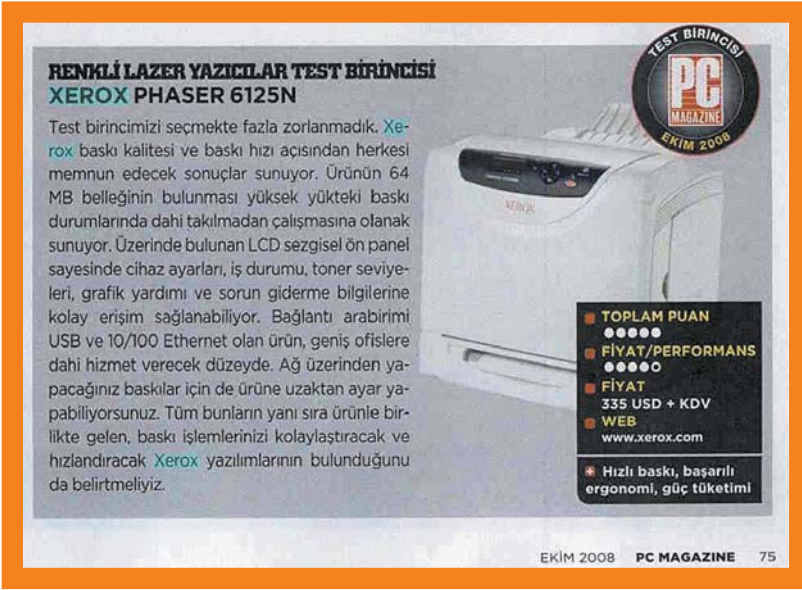 RENKLİ LAZER YAZICILAR TEST BİRİNCİSİ
XEROX PHASER 6125N
Test birincimizi seçmekte fazla zorlanmadık. Xe-
rox baskı kalitesi ve baskı hızı açısından herkesi
memnun edecek sonuçlar sunuyor. Ürünün 64
MB belleğinin bulunması yüksek yükteki baskı
durumlarında dahi takılmadan çalışmasına olanak
sunuyor. Üzerinde bulunan LCD sezgisel ön panel
sayesinde cihaz ayarları, iş durumu, toner seviye-
leri, grafik yardımı ve sorun giderme bilgilerine
kolay erişim sağlanabiliyor. Bağlantı arabirimi
USB ve 10/100 Ethernet olan ürün, geniş ofislere
dahi hizmet verecek düzeyde. Ağ üzerinden ya-
pacağınız baskılar için de ürüne uzaktan ayar ya-
pabiliyorsunuz. Tüm bunların yanı sıra ürünle bir-
likte gelen, baskı işlemlerinizi kolaylaştıracak ve
hızlandıracak Xerox yazılımlarının bulunduğunu
da belirtmeliyiz.
TEST BİRİNCİSİ
PC
MAGAZINE
EKİM 2008
XEROX
TOPLAM PUAN
FİYAT/PERFORMANS
FİYAT
335 USD + KDV
WEB
www.xerox.com
Hızlı baskı, başarılı
ergonomi, güç tüketimi
EKİM 2008 PC MAGAZINE 75